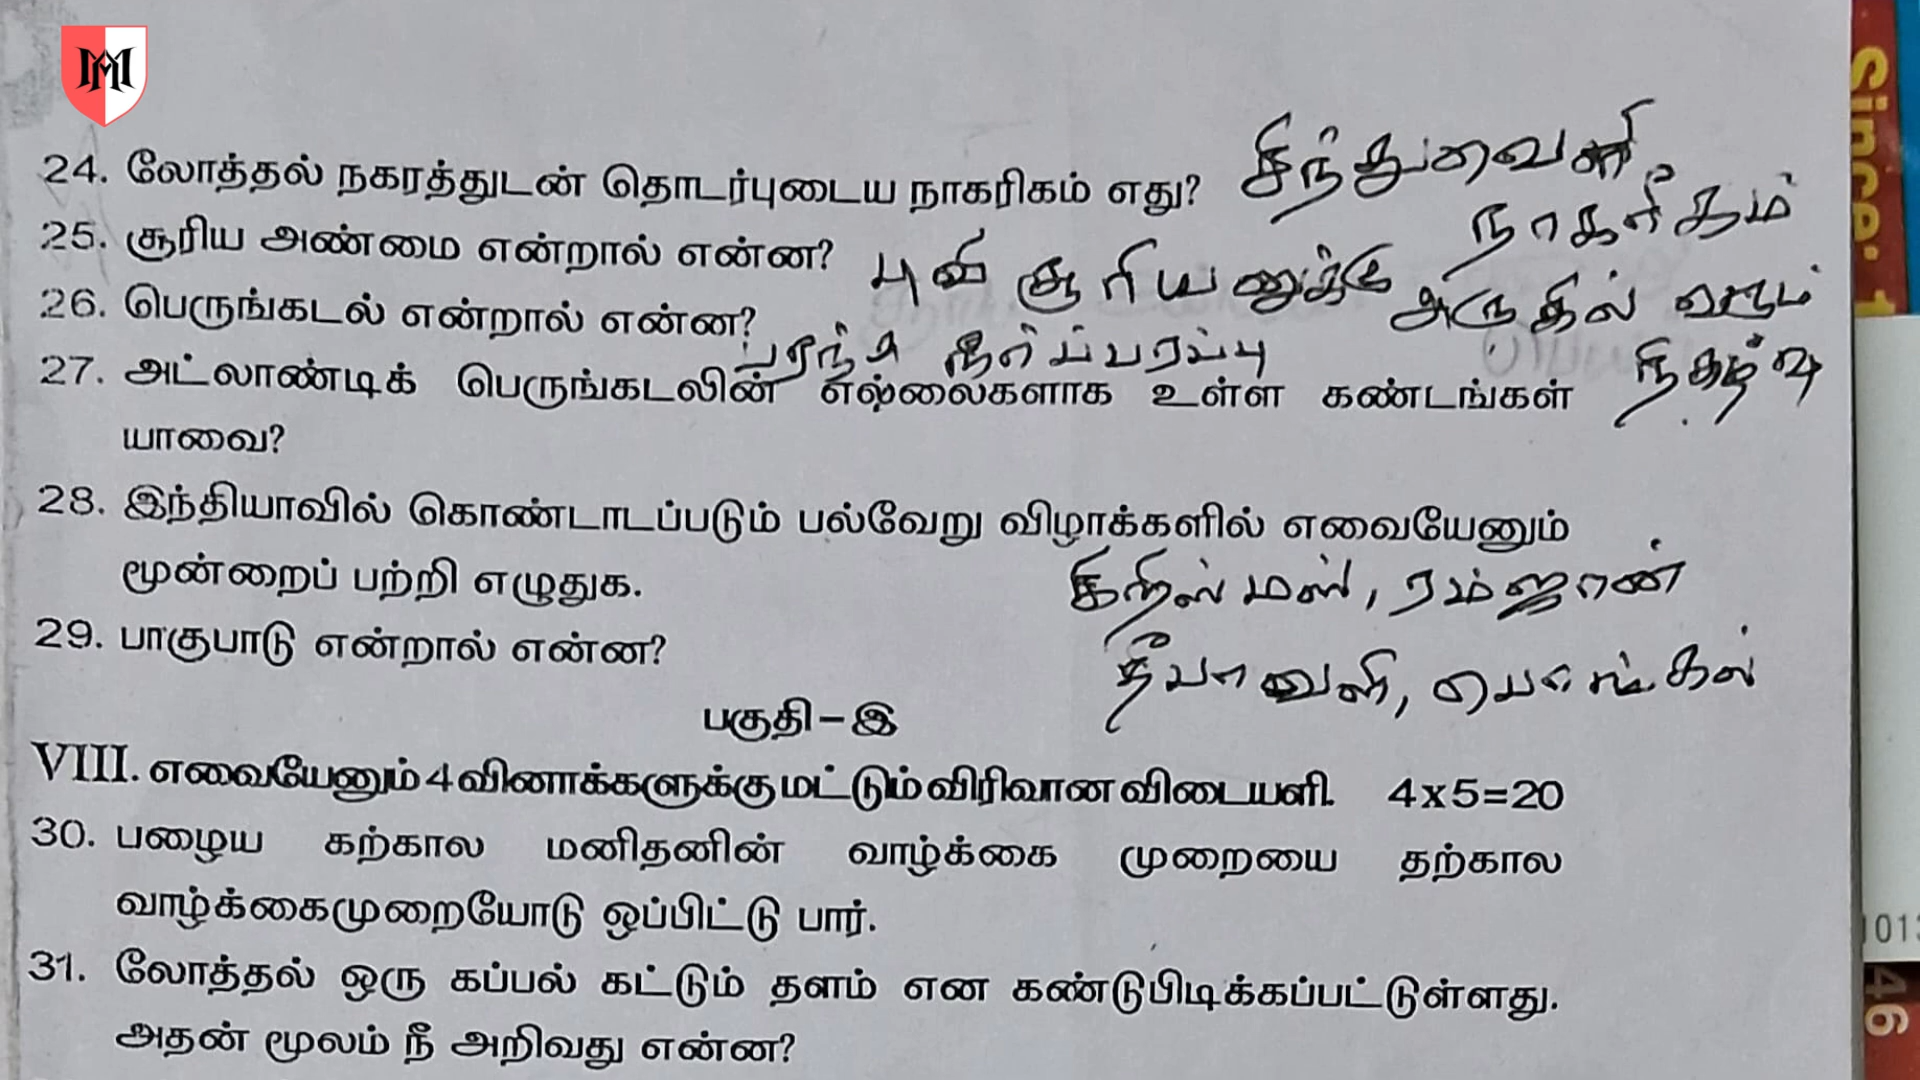 24. லோத்தல் நகரத்துடன் தொடர்புடைய நாகரிகம் எது? சிந்துவெளி
நாகரீகம்
25. சூரிய அண்மை என்றால் என்ன? புவி சூரியனுக்கு
அருகில் வரும்
நிகழ்வு
26. பெருங்கடல் என்றால் என்ன?
பரந்த நீர்ப்பரப்பு
27. அட்லாண்டிக் பெருங்கடலின் எல்லைகளாக உள்ள கண்டங்கள்
யாவை?
28. இந்தியாவில் கொண்டாடப்படும் பல்வேறு விழாக்களில் எவையேனும்
மூன்றைப் பற்றி எழுதுக.
கிறிஸ்மஸ், ரம்ஜான்
29. பாகுபாடு என்றால் என்ன?
தீபாவளி, பொங்கல்
பகுதி – இ
VIII. எவையேனும் 4 வினாக்களுக்கு மட்டும் விரிவான விடையளி. 4x5=20
30. பழைய கற்கால மனிதனின் வாழ்க்கை முறையை தற்கால
வாழ்க்கைமுறையோடு ஒப்பிட்டு பார்.
31. லோத்தல் ஒரு கப்பல் கட்டும் தளம் என கண்டுபிடிக்கப்பட்டுள்ளது.
அதன் மூலம் நீ அறிவது என்ன?
Since: 1
1013
46